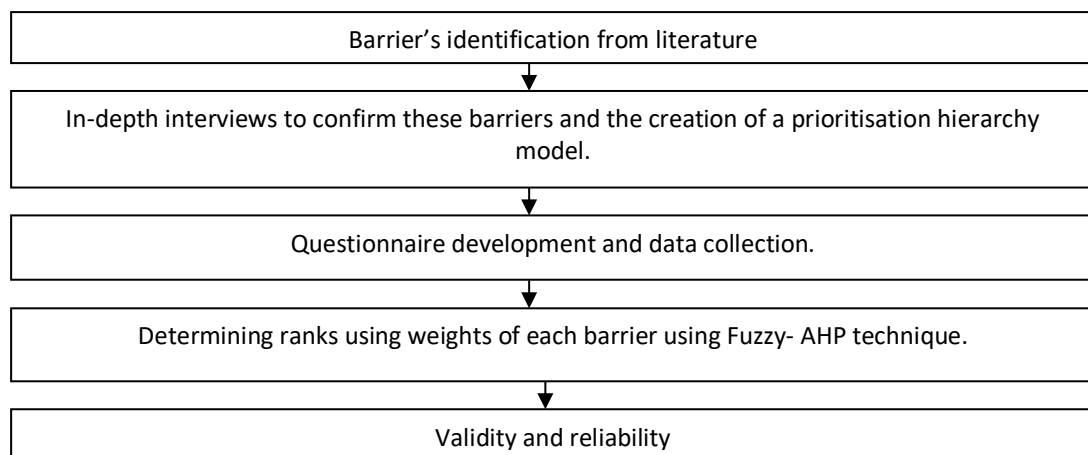 Barrier’s identification from literature
In-depth interviews to confirm these barriers and the creation of a prioritisation hierarchy
model.
Questionnaire development and data collection.
Determining ranks using weights of each barrier using Fuzzy- AHP technique.
Validity and reliability